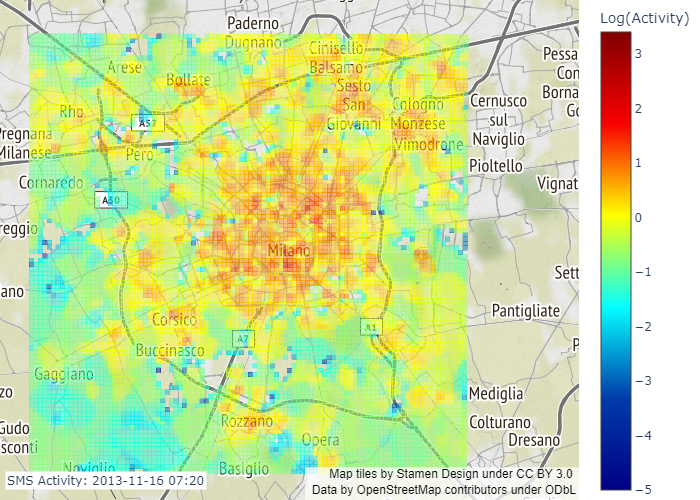 Log(Activity)
Paderno
Dugnano
Cinisello
Balsamo
Arese
Bollate
Sesto
San
Giovanni
Pessa
Con
Borna
Go
Rho
A52
Cologno
Monzese
Vimodrone
Cernusco
sul
Naviglio
Pregnana
Milanese
Pero
Pioltello
Cornaredo
A50
Vignat
reggio
Milano
Sett
ano
Pantigliate
Corsico
A7
A1
Buccinasco
P
Gaggiano
zo
Mediglia
Rozzano
Colturano
Gudo
sconti
Opera
Dresano
Noviglio
Basiglio
SMS Activity: 2013-11-16 07:20
Map tiles by Stamen Design under CC BY 3.0
Data by OpenStreetMap contributors under ODbL
3
2
1
0
−1
−2
−3
−4
−5